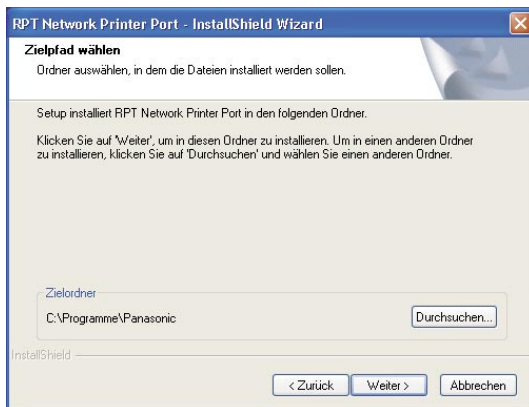 RPT Network Printer Port - InstallShield Wizard
Zielpfad wählen
Ordner auswählen, in dem die Dateien installiert werden sollen.
Setup installiert RPT Network Printer Port in den folgenden Ordner.
Klicken Sie auf 'Weiter', um in diesen Ordner zu installieren. Um in einen anderen Ordner
zu installieren, klicken Sie auf 'Durchsuchen' und wählen Sie einen anderen Ordner.
Zielordner
C:\Programme\Panasonic
Durchsuchen...
InstallShield
< Zurück
Weiter >
Abbrechen